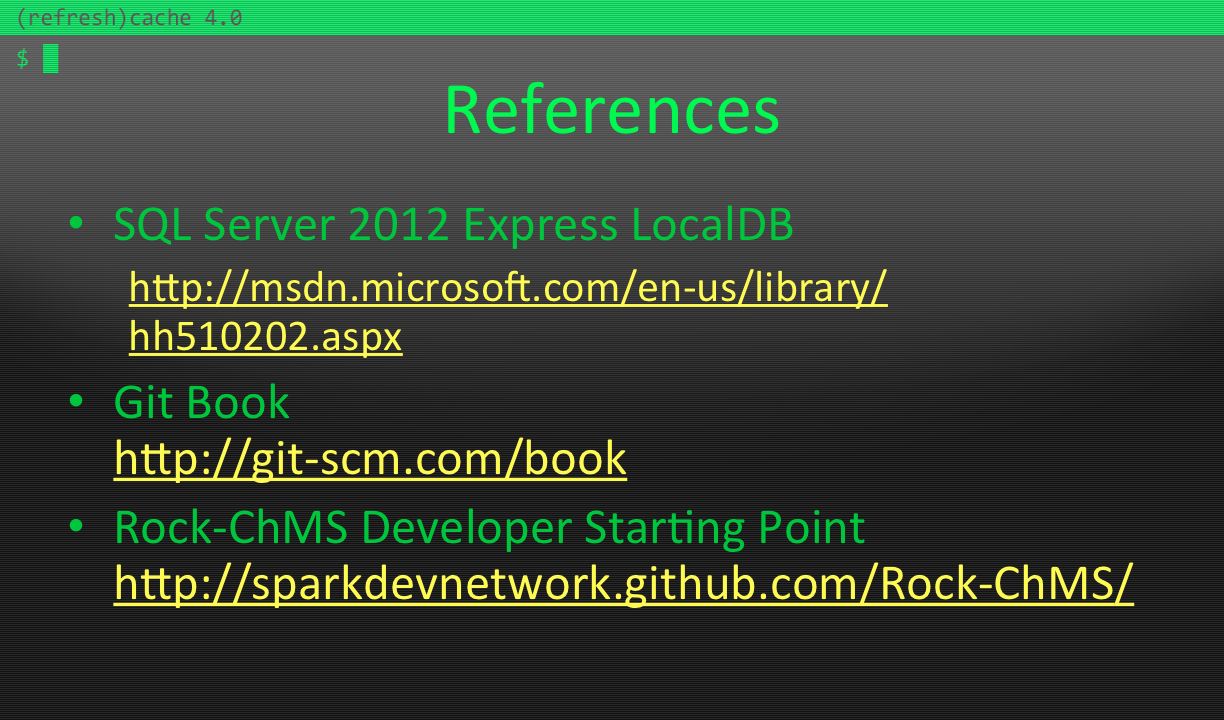 (refresh)cache 4.0
$
References
• SQL Server 2012 Express LocalDB
http://msdn.microsoft.com/en-us/library/
hh510202.aspx
• Git Book
http://git-scm.com/book
• Rock-ChMS Developer Starting Point
http://sparkdevnetwork.github.com/Rock-ChMS/